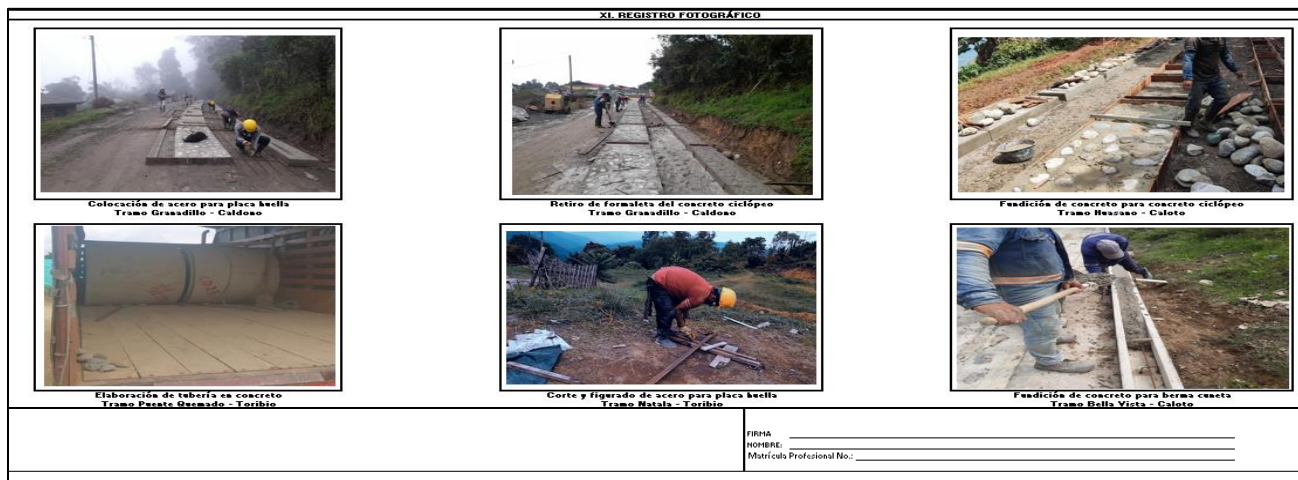 XI. REGISTRO FOTOGRÁFICO
Colocación de acero para placa huella
Tramo Granadillo - Caldono
Retiro de formaleta del concreto ciclópeo
Tramo Granadillo - Caldono
Fundición de concreto para concreto ciclópeo
Tramo Huasano - Caloto
Elaboración de tubería en concreto
Tramo Puente Quemado - Toribio
Corte y figurado de acero para placa huella
Tramo Natala - Toribio
Fundición de concreto para berma cuneta
Tramo Bella Vista - Caloto
FIRMA
NOMBRE:
Matrícula Profesional No.: